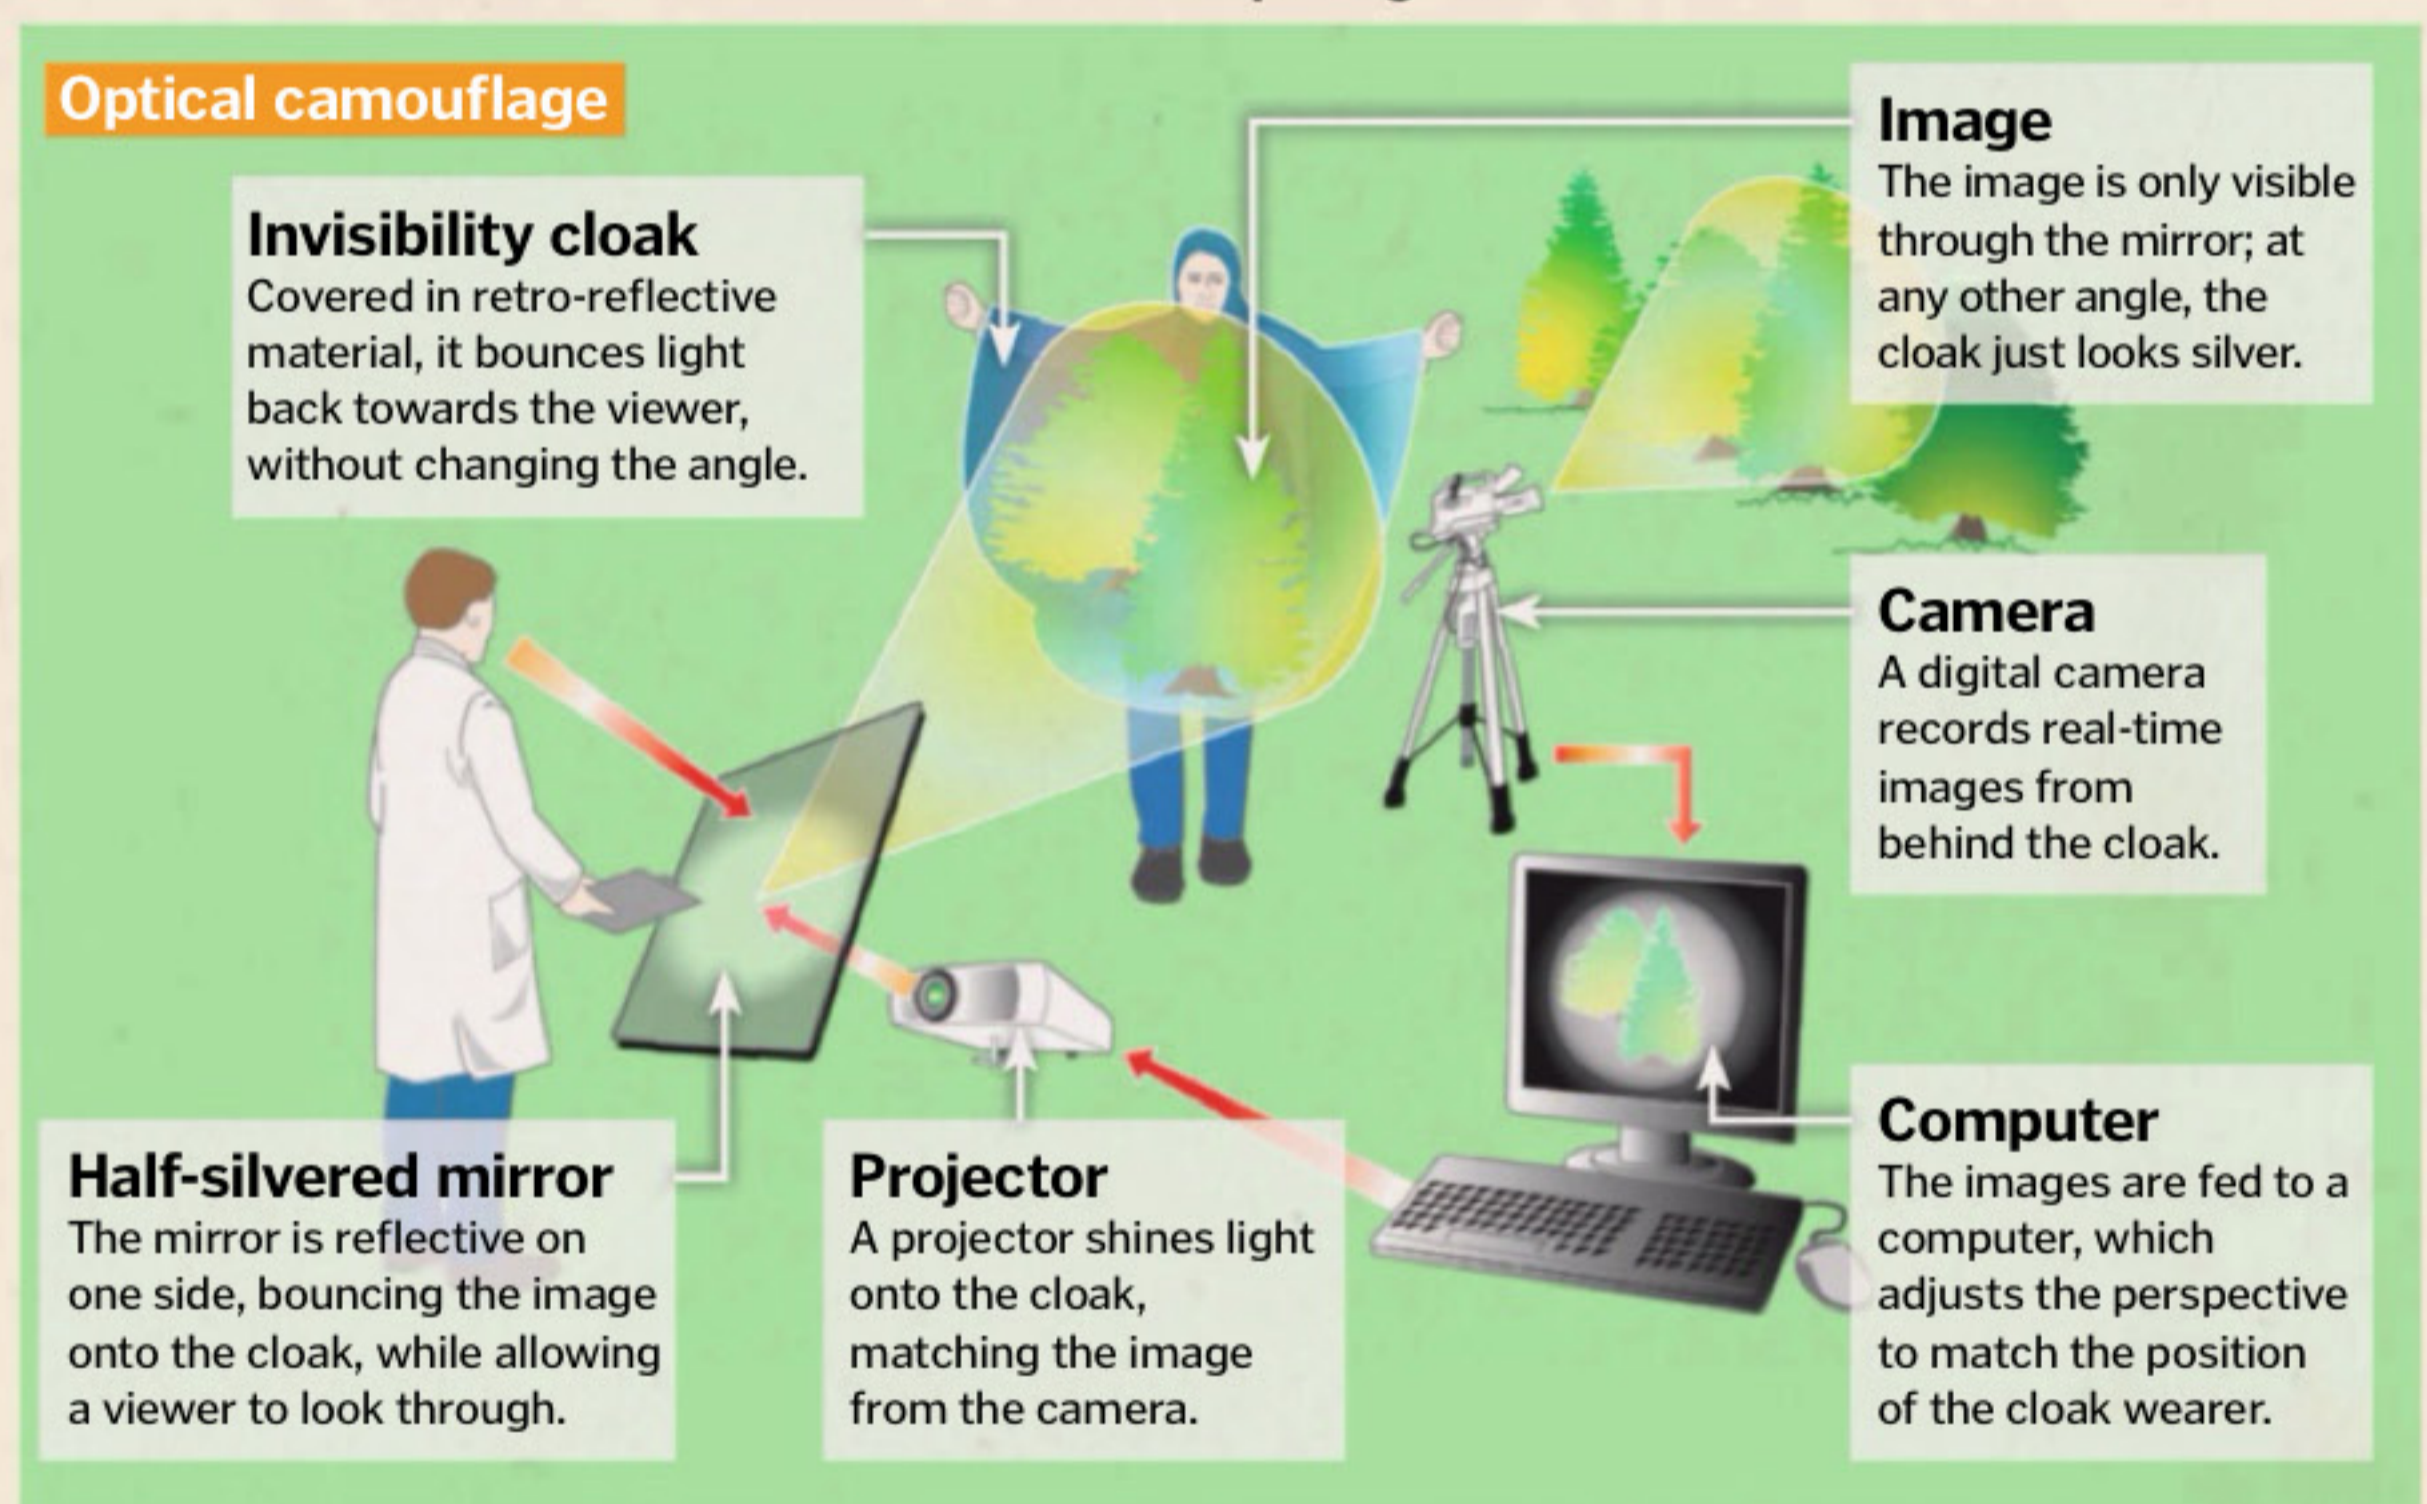 Optical camouflage
Invisibility cloak
Covered in retro-reflective
material, it bounces light
back towards the viewer,
without changing the angle.
Image
The image is only visible
through the mirror; at
any other angle, the
cloak just looks silver.
Camera
A digital camera
records real-time
images from
behind the cloak.
Half-silvered mirror
The mirror is reflective on
one side, bouncing the image
onto the cloak, while allowing
a viewer to look through.
Projector
A projector shines light
onto the cloak,
matching the image
from the camera.
Computer
The images are fed to a
computer, which
adjusts the perspective
to match the position
of the cloak wearer.